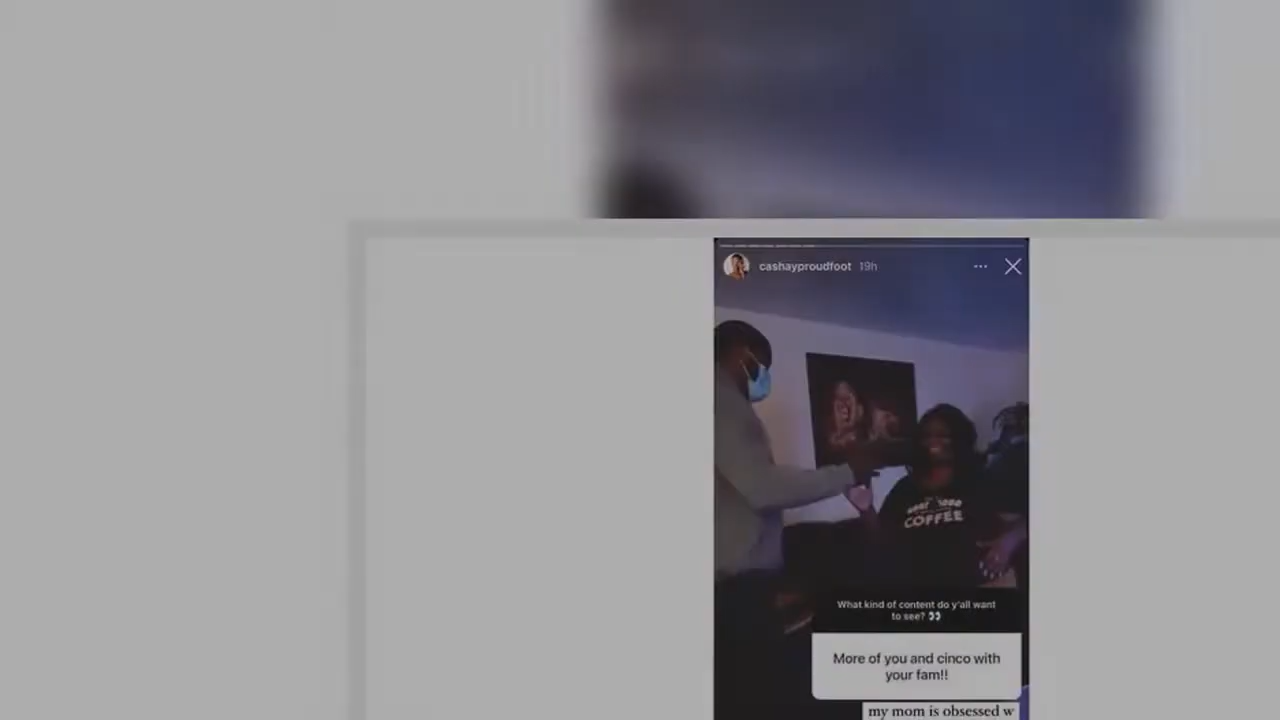 cashayproudfoot 19h
COFFEE
What kind of content do y'all want
to see? 👀
More of you and cinco with
your fam!!
my mom is obsessed w